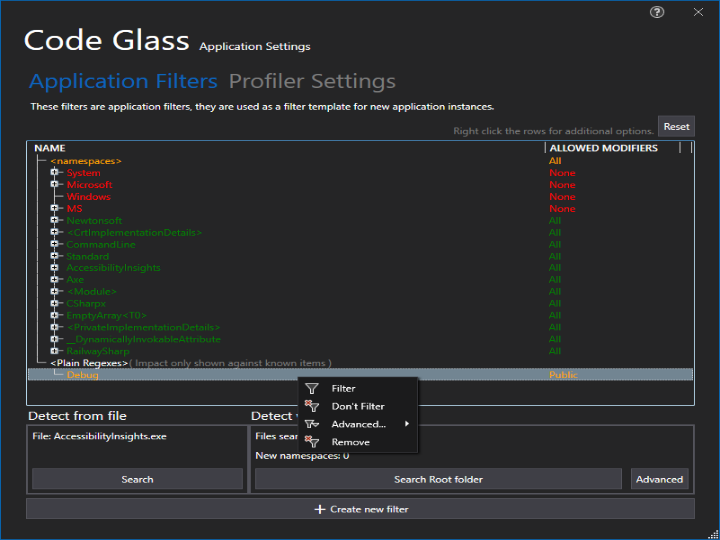 Code Glass Application Settings
Application Filters Profiler Settings
These filters are application filters, they are used as a filter template for new application instances.
Right click the rows for additional options. Reset
NAME ALLOWED MODIFIERS
<namespaces> All
System None
Microsoft None
Windows None
MS None
Newtonsoft All
<CrtImplementationDetails> All
CommandLine All
Standard All
AccessibilityInsights All
Axe All
<Module> All
CSharpx All
EmptyArray<T0> All
<PrivateImplementationDetails> All
__DynamicallyInvokableAttribute All
RailwaySharp All
<Plain Regexes> ( Impact only shown against known items )
Debug Public
Filter
Don't Filter
Advanced...
Remove
Detect from file
File: AccessibilityInsights.exe
Search
Detect
Files sear
New namespaces: 0
Search Root folder
Advanced
+ Create new filter